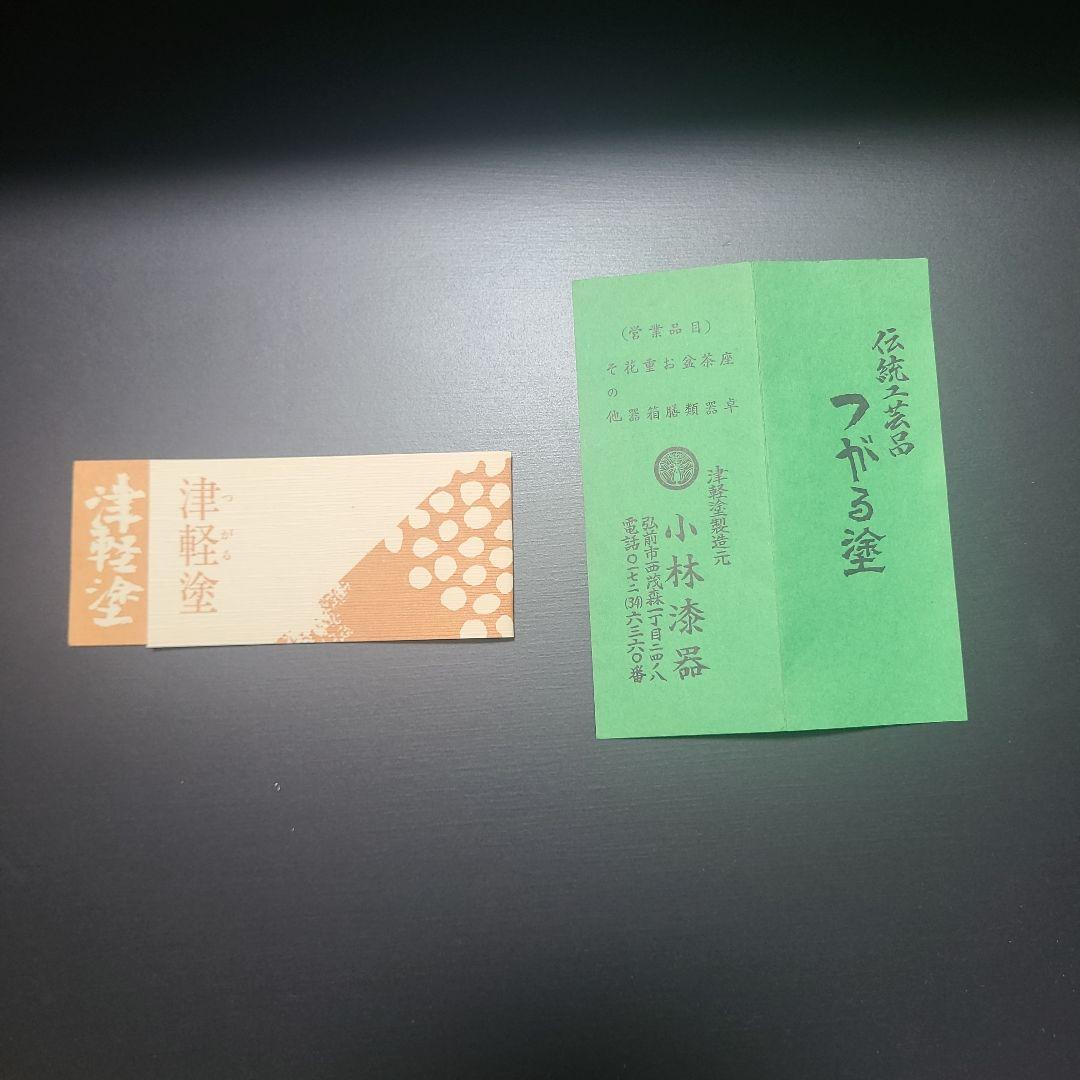 津軽塗
津軽塗
つがる
伝統工芸品
つがる塗
(営業品目)
座卓
茶器
盆類
お膳
重箱
花器
その他
津軽塗製造元
小林漆器
弘前市西茂森一丁目二四ノ八
電話〇一七二(34)六三六〇番